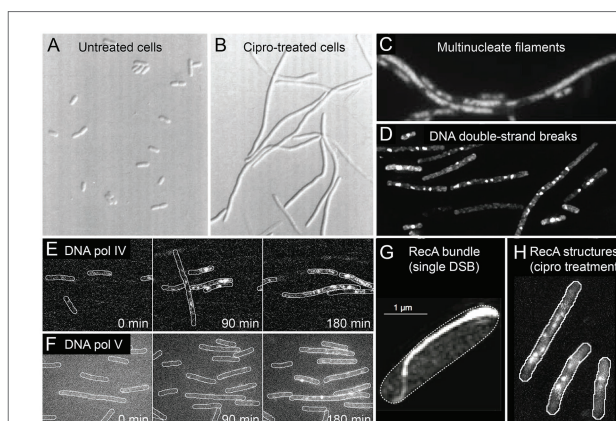 A Untreated cells
B Cipro-treated cells
C Multinucleate filaments
D DNA double-strand breaks
E DNA pol IV
0 min
90 min
180 min
F DNA pol V
0 min
90 min
180 min
G RecA bundle
(single DSB)
1 µm
H RecA structures
(cipro treatment)